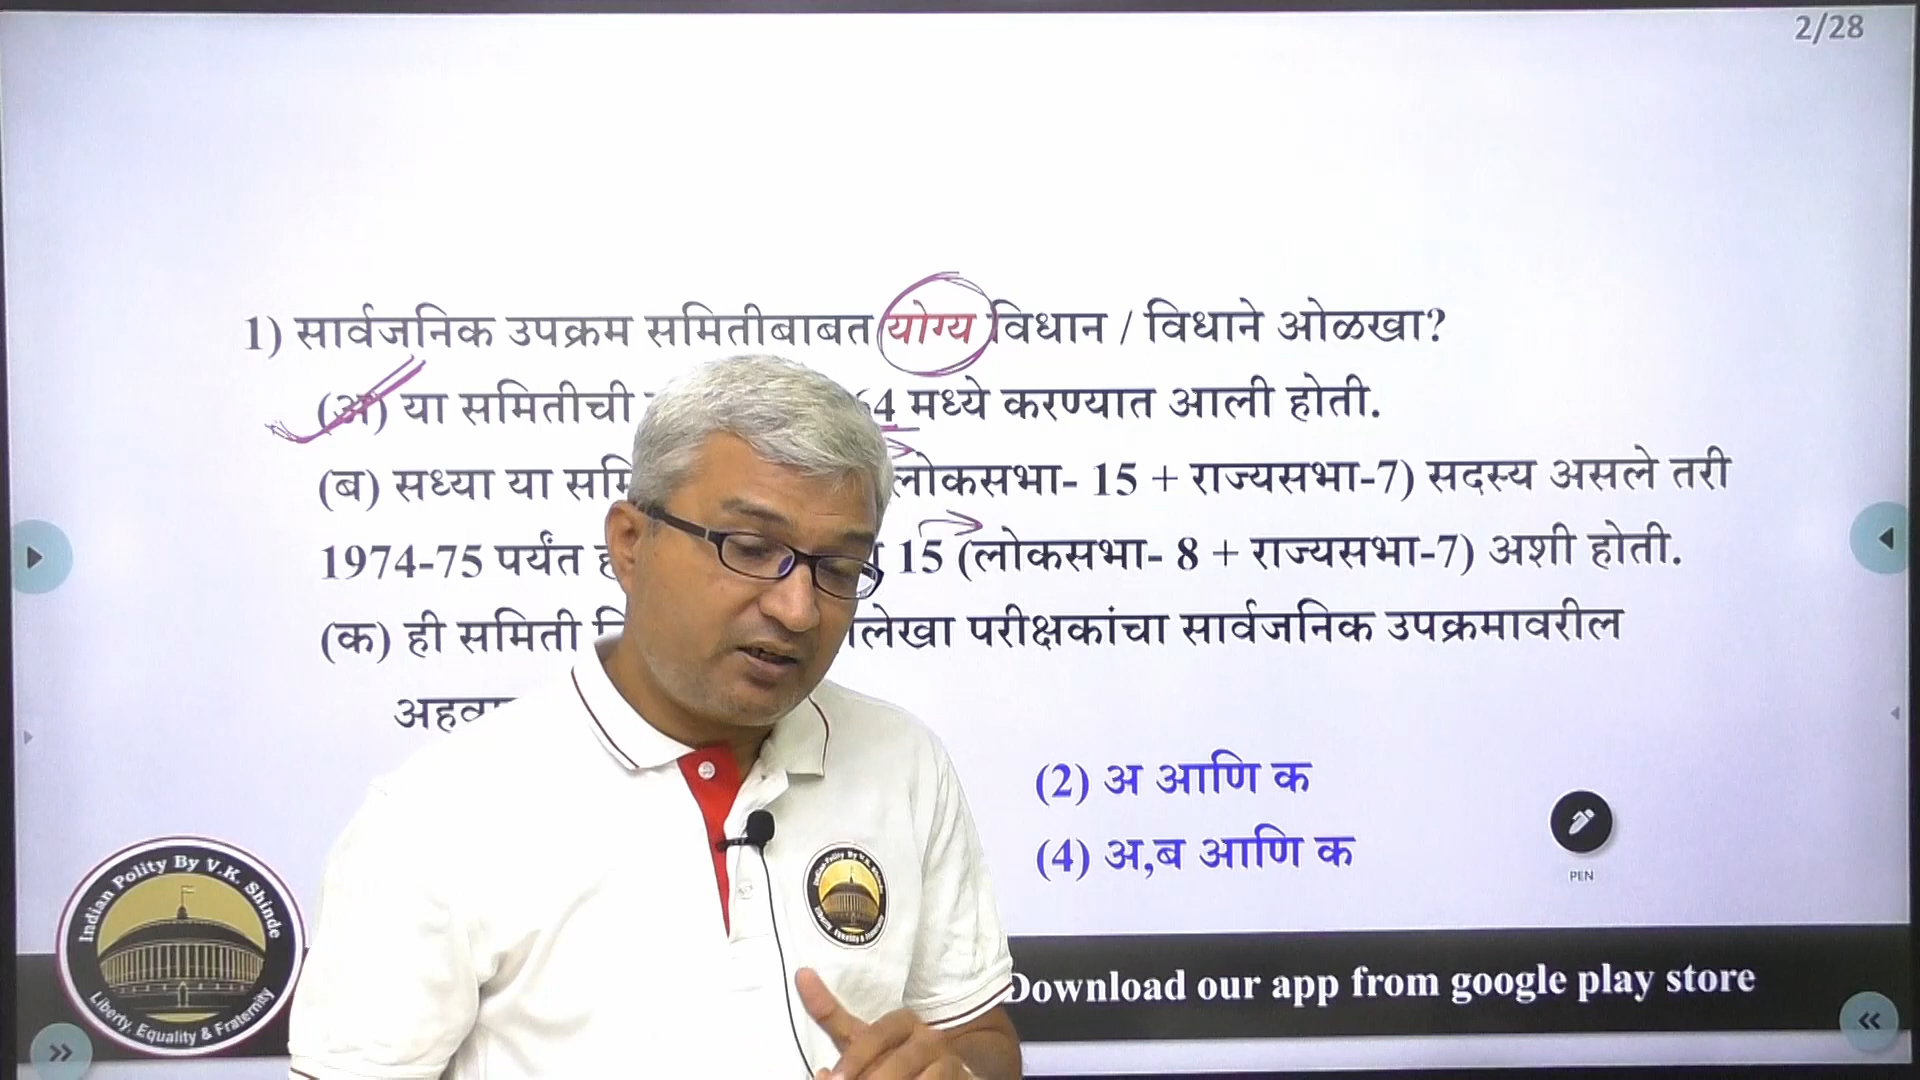 2/28
1) सार्वजनिक उपक्रम समितीबाबत योग्य विधान / विधाने ओळखा?
(अ) या समितीची 64 मध्ये करण्यात आली होती.
(ब) सध्या या लोकसभा- 15 + राज्यसभा-7) सदस्य असले तरी
1974-75 पर्यंत 15 (लोकसभा- 8 + राज्यसभा-7) अशी होती.
(क) ही समिती लेखा परीक्षकांचा सार्वजनिक उपक्रमावरील
(2) अ आणि क
(4) अ,ब आणि क
PEN
Indian Polity By V.K. Shinde
Liberty, Equality & Fraternity
Download our app from google play store